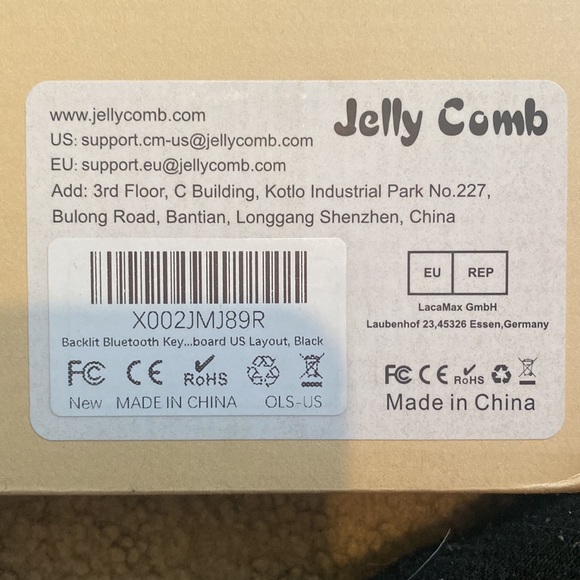 www.jellycomb.com
Jelly Comb
US: support.cm-us@jellycomb.com
EU: support.eu@jellycomb.com
Add: 3rd Floor, C Building, Kotlo Industrial Park No.227,
Bulong Road, Bantian, Longgang Shenzhen, China
X002JMJ89R
Backlit Bluetooth Key...board US Layout, Black
FC CE RoHS
New MADE IN CHINA OLS-US
EU REP
LacaMax GmbH
Laubenhof 23,45326 Essen,Germany
FC CE RoHS
Made in China